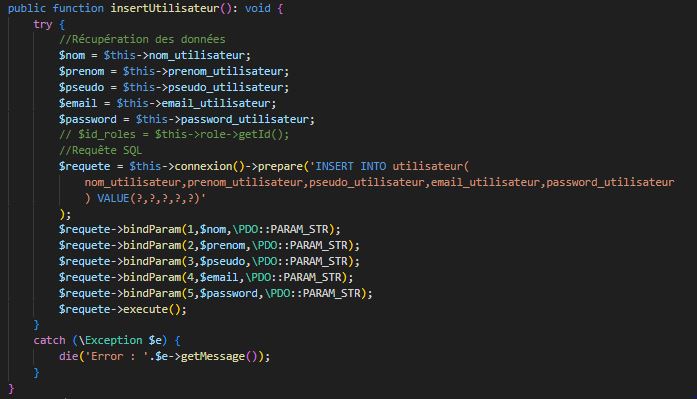 public function insertUtilisateur(): void {
try {
//Récupération des données
$nom = $this->nom_utilisateur;
$prenom = $this->prenom_utilisateur;
$pseudo = $this->pseudo_utilisateur;
$email = $this->email_utilisateur;
$password = $this->password_utilisateur;
// $id_roles = $this->role->getId();
//Requête SQL
$requete = $this->connexion()->prepare('INSERT INTO utilisateur(
nom_utilisateur,prenom_utilisateur,pseudo_utilisateur,email_utilisateur,password_utilisateur
) VALUE(?,?,?,?,?)'
);
$requete->bindParam(1,$nom,\PDO::PARAM_STR);
$requete->bindParam(2,$prenom,\PDO::PARAM_STR);
$requete->bindParam(3,$pseudo,\PDO::PARAM_STR);
$requete->bindParam(4,$email,\PDO::PARAM_STR);
$requete->bindParam(5,$password,\PDO::PARAM_STR);
$requete->execute();
}
catch (\Exception $e) {
die('Error : '.$e->getMessage());
}
}